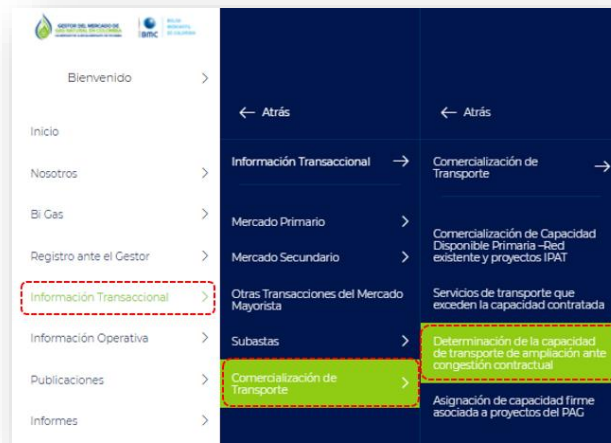 GESTOR DEL MERCADO DE
GAS NATURAL EN COLOMBIA
BMC
BOLSA
MERCANTIL
DE COLOMBIA
Bienvenido
Inicio
Nosotros
Bi Gas
Registro ante el Gestor
Información Transaccional
Información Operativa
Publicaciones
Informes
← Atrás
Información Transaccional →
Mercado Primario
Mercado Secundario
Otras Transacciones del Mercado
Mayorista
Subastas
Comercialización de
Transporte
← Atrás
Comercialización de
Transporte →
Comercialización de Capacidad
Disponible Primaria –Red
existente y proyectos IPAT
Servicios de transporte que
exceden la capacidad contratada
Determinación de la capacidad
de transporte de ampliación ante
congestión contractual
Asignación de capacidad firme
asociada a proyectos del PAG